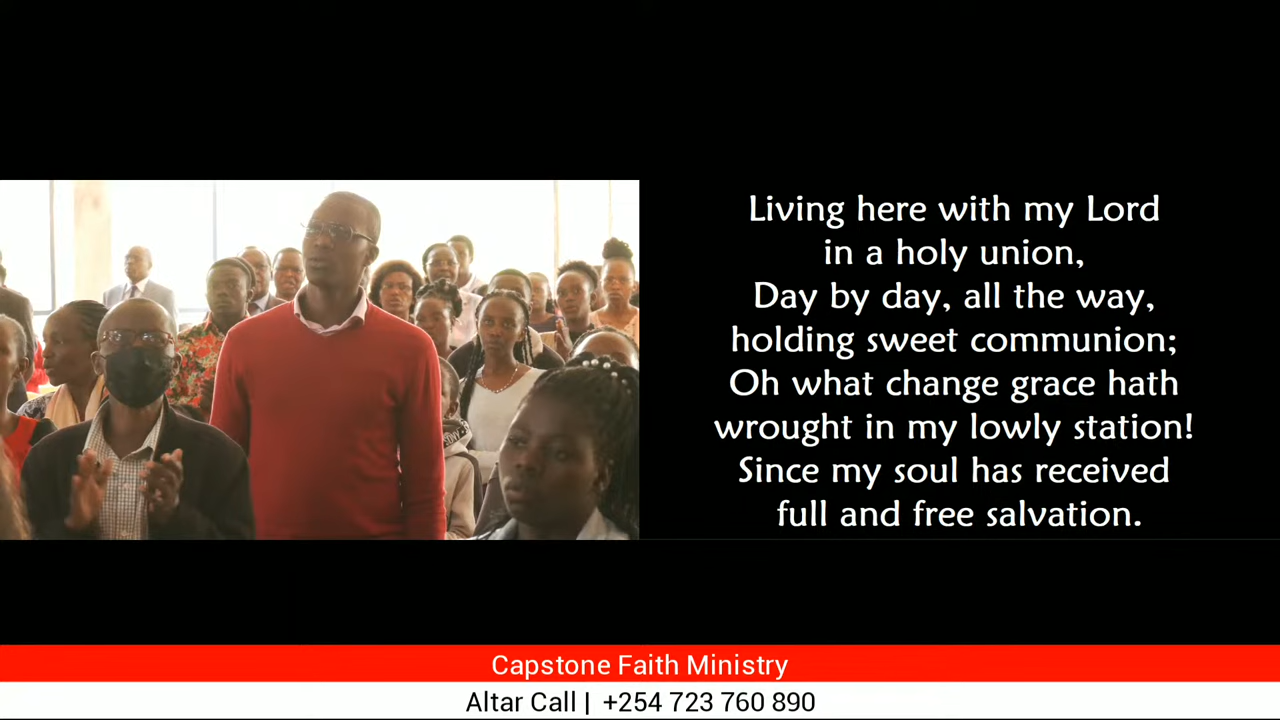 Living here with my Lord
in a holy union,
Day by day, all the way,
holding sweet communion;
Oh what change grace hath
wrought in my lowly station!
Since my soul has received
full and free salvation.
Capstone Faith Ministry
Altar Call | +254 723 760 890